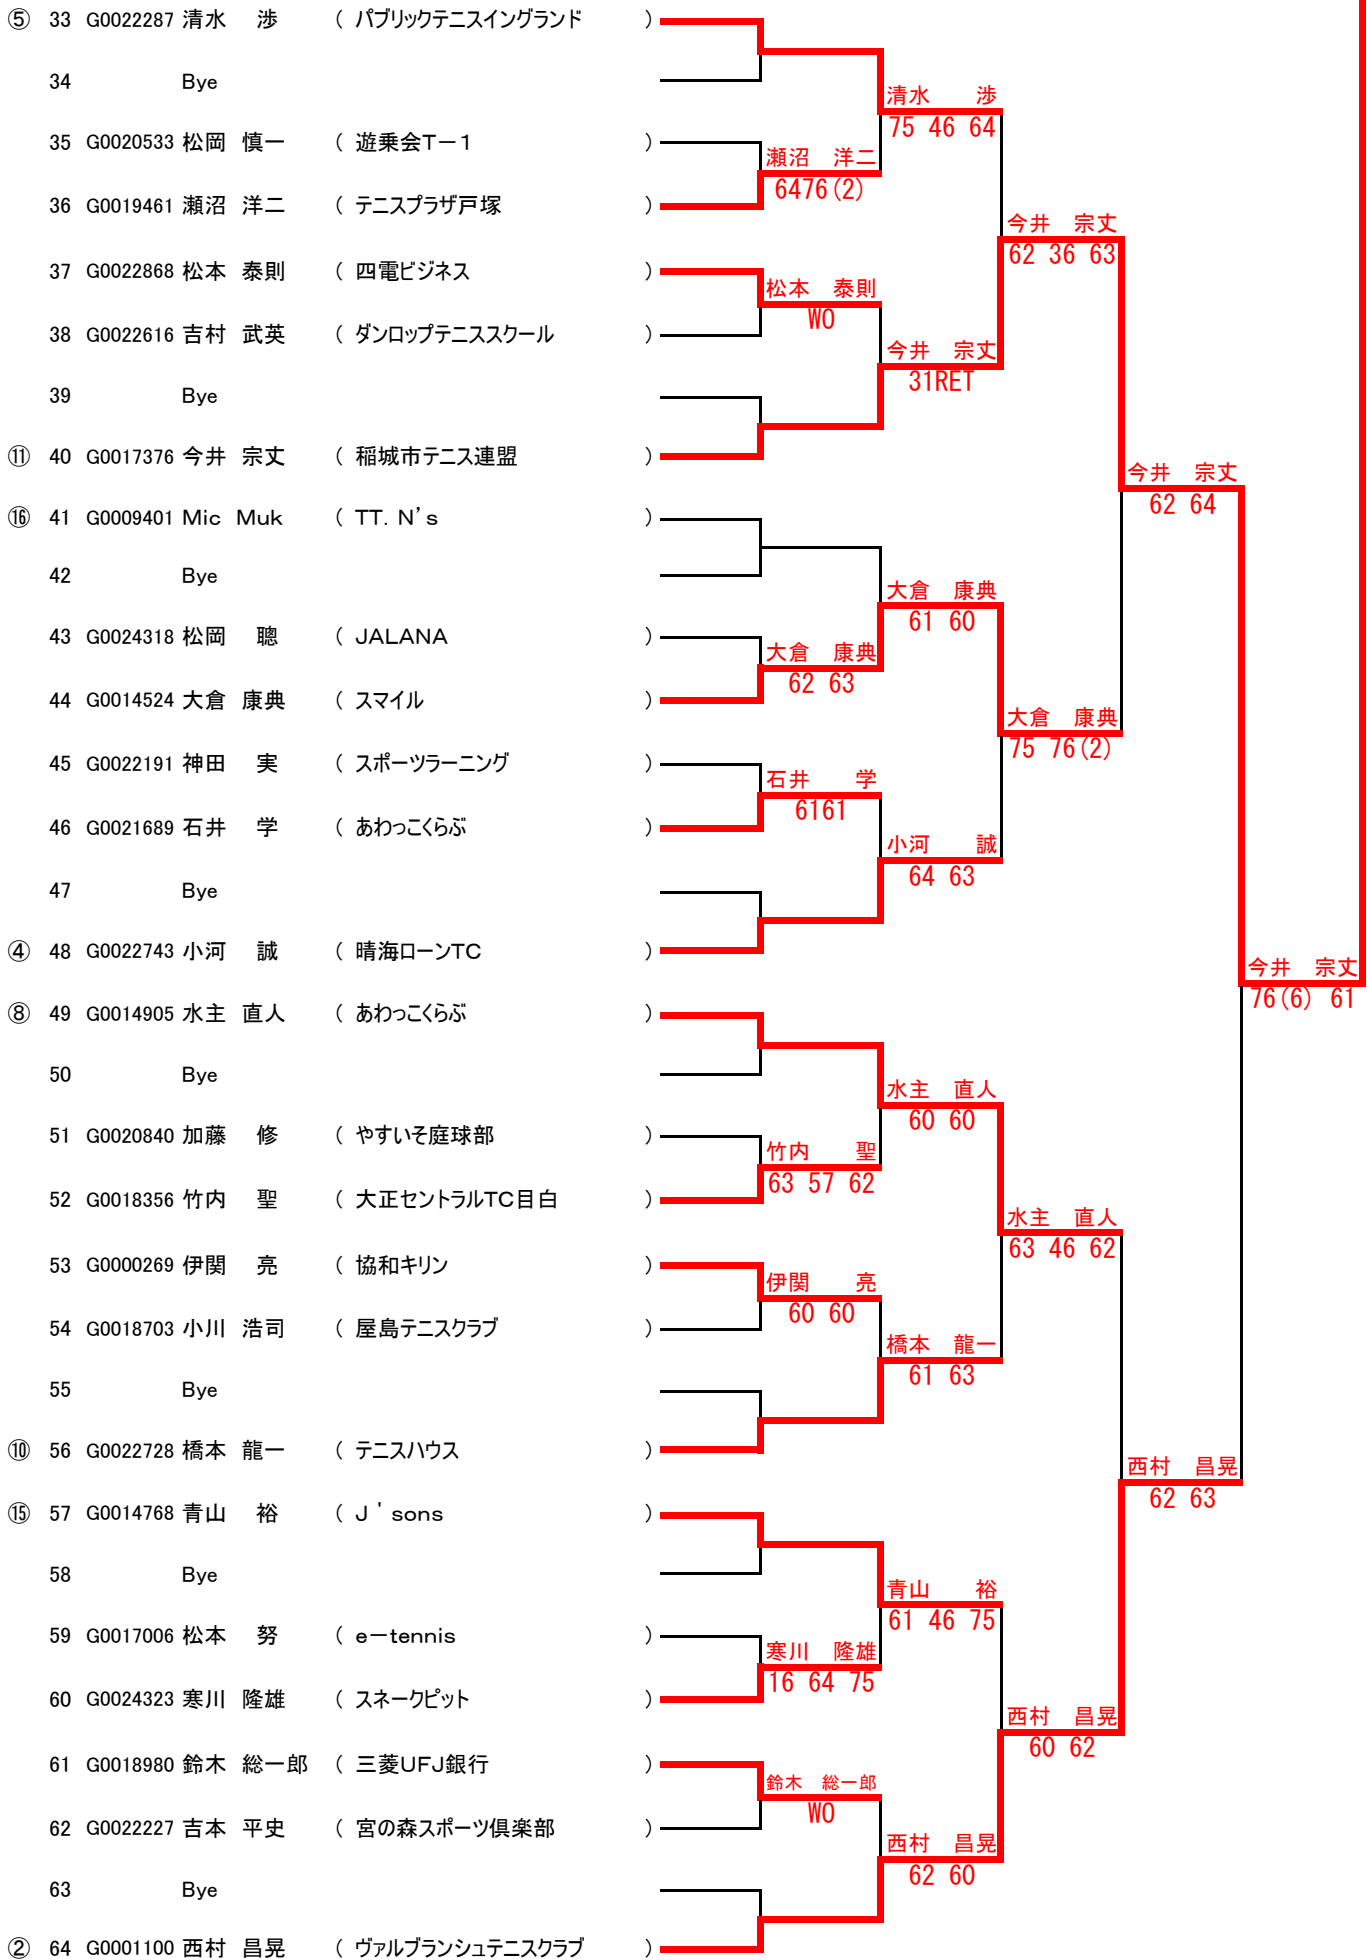 ⑤ 33 G0022287 清水 渉 ( パブリックテニスイングランド )
34 Bye
清水 渉
75 46 64
35 G0020533 松岡 慎一 ( 遊乗会T－1 )
瀬沼 洋二
6476(2)
36 G0019461 瀬沼 洋二 ( テニスプラザ戸塚 )
今井 宗丈
62 36 63
37 G0022868 松本 泰則 ( 四電ビジネス )
松本 泰則
WO
38 G0022616 吉村 武英 ( ダンロップテニススクール )
今井 宗丈
31RET
39 Bye
⑪ 40 G0017376 今井 宗丈 ( 稲城市テニス連盟 )
今井 宗丈
62 64
⑯ 41 G0009401 Mic Muk ( TT．N’s )
42 Bye
大倉 康典
61 60
43 G0024318 松岡 聰 ( JALANA )
大倉 康典
62 63
44 G0014524 大倉 康典 ( スマイル )
大倉 康典
75 76(2)
45 G0022191 神田 実 ( スポーツラーニング )
石井 学
6161
46 G0021689 石井 学 ( あわっこくらぶ )
小河 誠
64 63
47 Bye
④ 48 G0022743 小河 誠 ( 晴海ローンTC )
今井 宗丈
76(6) 61
⑧ 49 G0014905 水主 直人 ( あわっこくらぶ )
50 Bye
水主 直人
60 60
51 G0020840 加藤 修 ( やすいそ庭球部 )
竹内 聖
63 57 62
52 G0018356 竹内 聖 ( 大正セントラルTC目白 )
水主 直人
63 46 62
53 G0000269 伊関 亮 ( 協和キリン )
伊関 亮
60 60
54 G0018703 小川 浩司 ( 屋島テニスクラブ )
橋本 龍一
61 63
55 Bye
⑩ 56 G0022728 橋本 龍一 ( テニスハウス )
西村 昌晃
62 63
⑮ 57 G0014768 青山 裕 ( J ' sons )
58 Bye
青山 裕
61 46 75
59 G0017006 松本 努 ( e－tennis )
寒川 隆雄
16 64 75
60 G0024323 寒川 隆雄 ( スネークピット )
西村 昌晃
60 62
61 G0018980 鈴木 総一郎 ( 三菱UFJ銀行 )
鈴木 総一郎
WO
62 G0022227 吉本 平史 ( 宮の森スポーツ倶楽部 )
西村 昌晃
62 60
63 Bye
② 64 G0001100 西村 昌晃 ( ヴァルブランシュテニスクラブ )